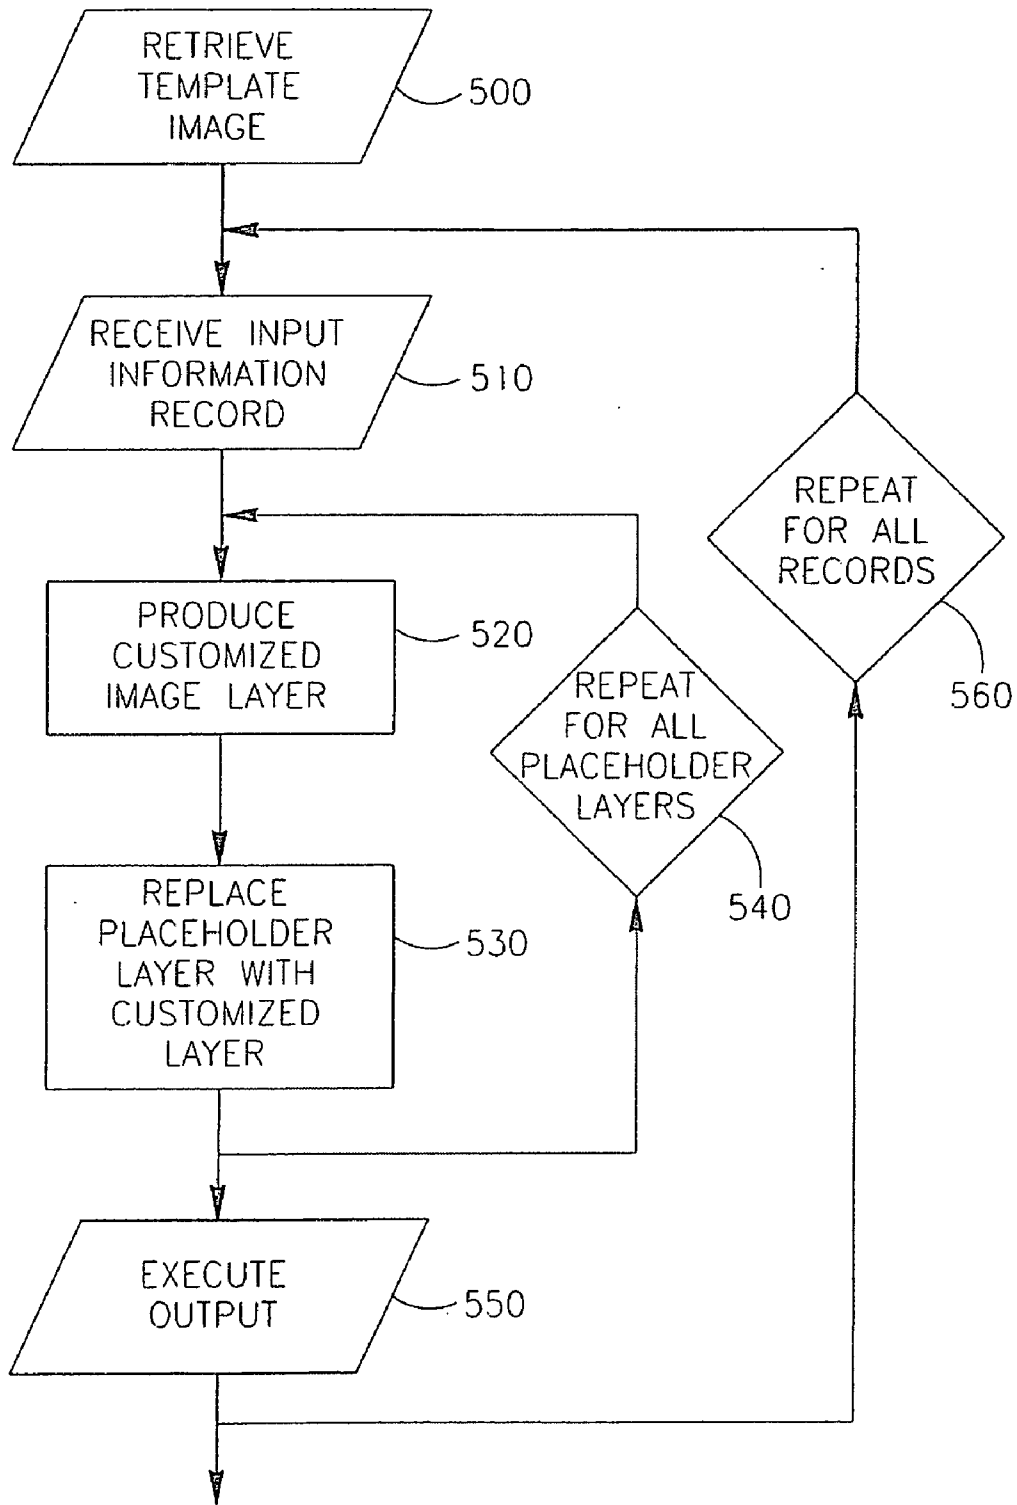 RETRIEVE
TEMPLATE
IMAGE
500
RECEIVE INPUT
INFORMATION
RECORD
510
PRODUCE
CUSTOMIZED
IMAGE LAYER
520
REPLACE
PLACEHOLDER
LAYER WITH
CUSTOMIZED
LAYER
530
REPEAT
FOR ALL
PLACEHOLDER
LAYERS
540
EXECUTE
OUTPUT
550
REPEAT
FOR ALL
RECORDS
560